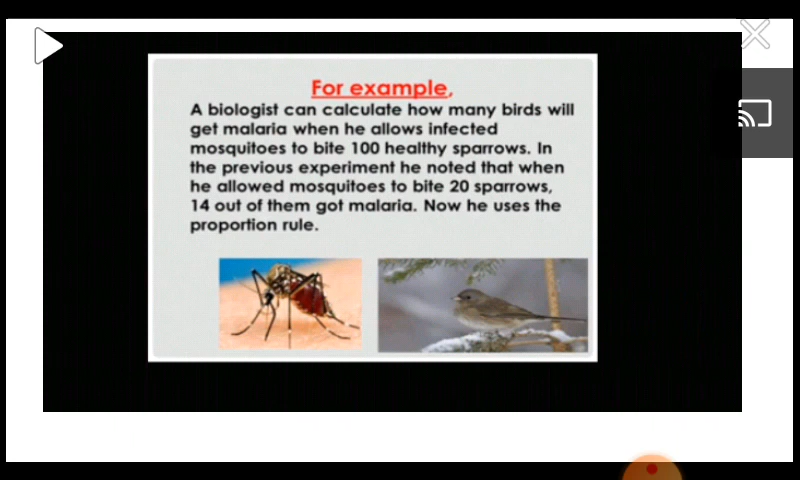 For example,
A biologist can calculate how many birds will
get malaria when he allows infected
mosquitoes to bite 100 healthy sparrows. In
the previous experiment he noted that when
he allowed mosquitoes to bite 20 sparrows,
14 out of them got malaria. Now he uses the
proportion rule.